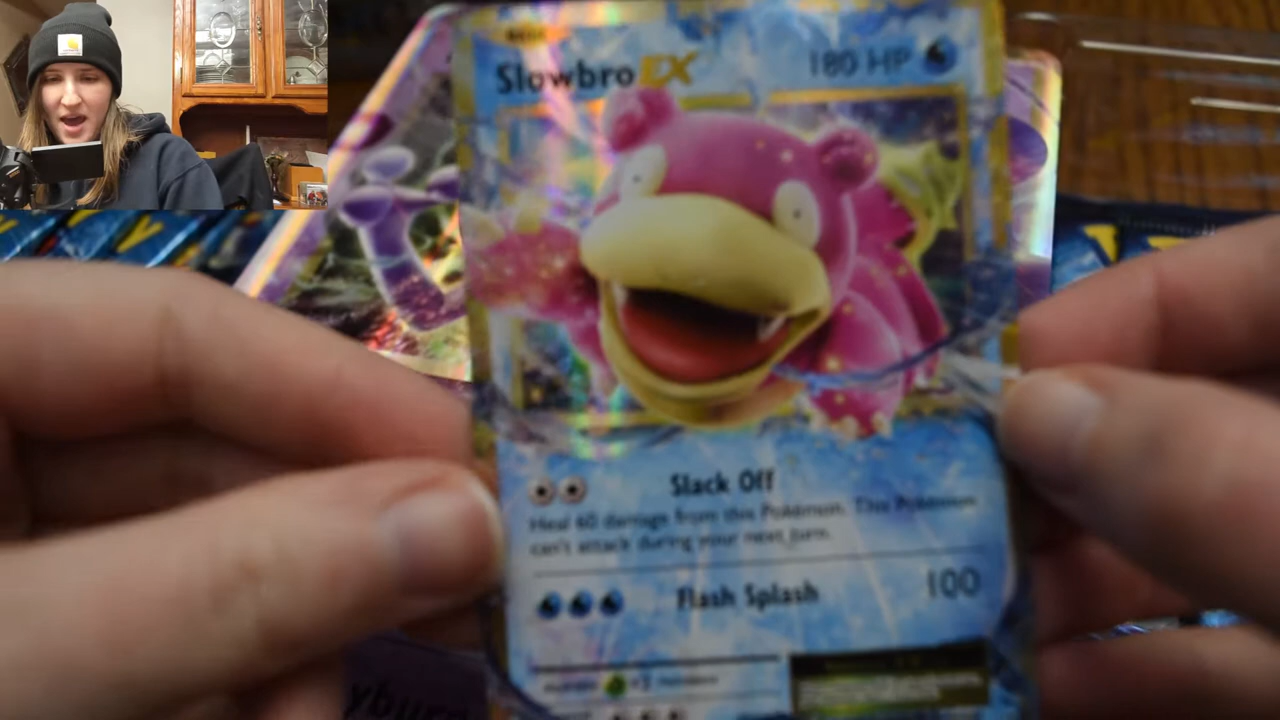 BASIC
Slowbro EX 180 HP
Slack Off
Heal 60 damage from this Pokémon. This Pokémon
can't attack during your next turn.
Flash Splash 100